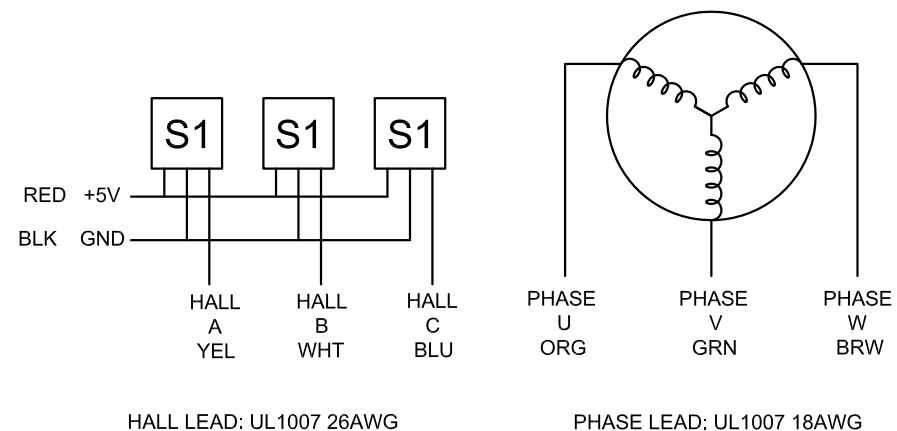 S1 S1 S1
RED +5V
BLK GND
HALL A YEL
HALL B WHT
HALL C BLU
PHASE U ORG
PHASE V GRN
PHASE W BRW
HALL LEAD: UL1007 26AWG
PHASE LEAD: UL1007 18AWG